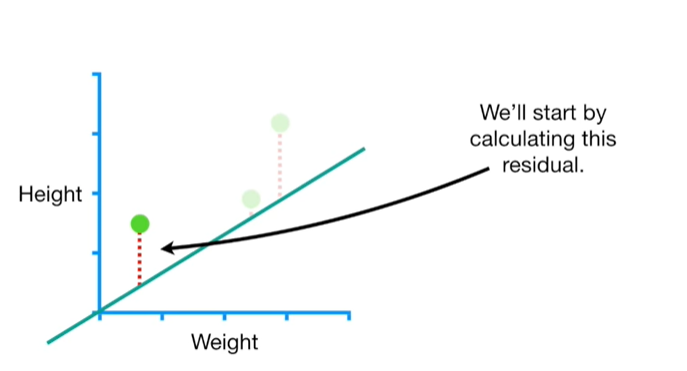 We'll start by
calculating this
residual.
Height
Weight